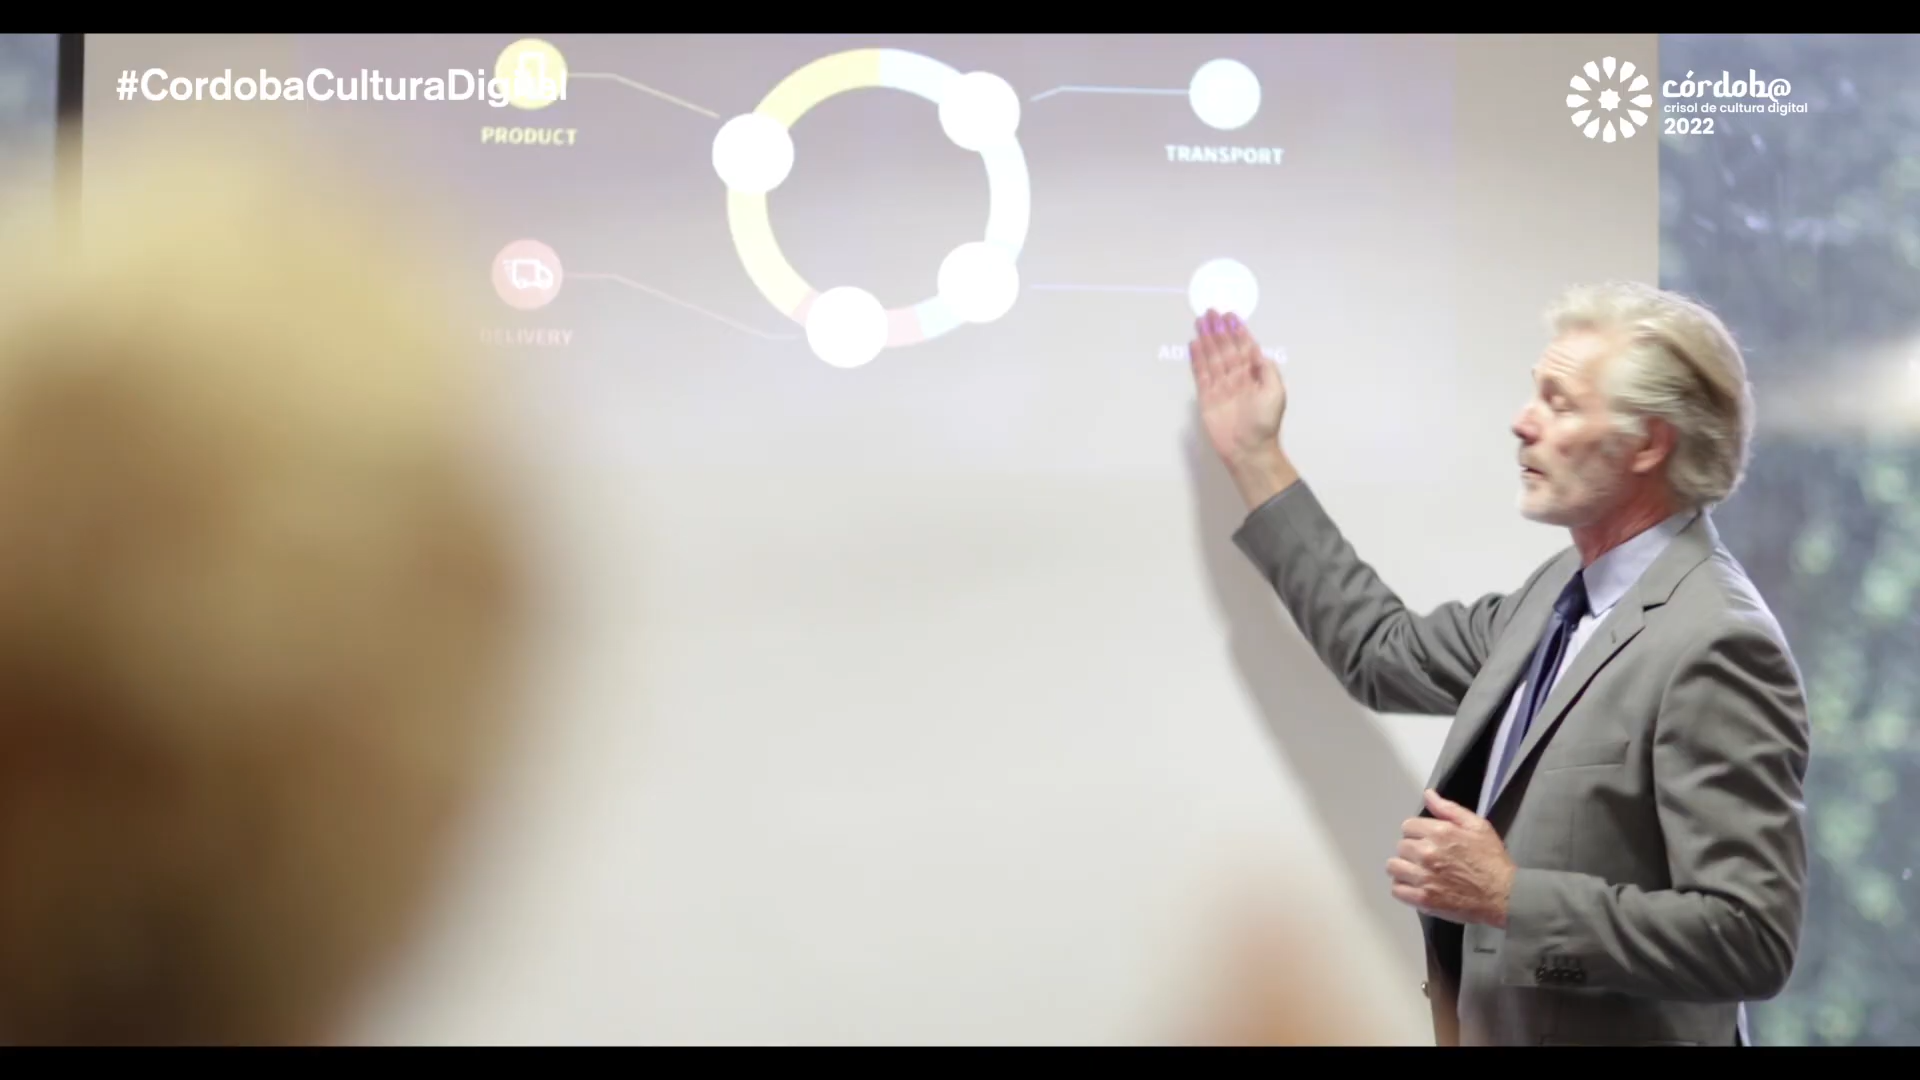 #CordobaCulturaDigital
PRODUCT
DELIVERY
TRANSPORT
córdob@
crisol de cultura digital
2022